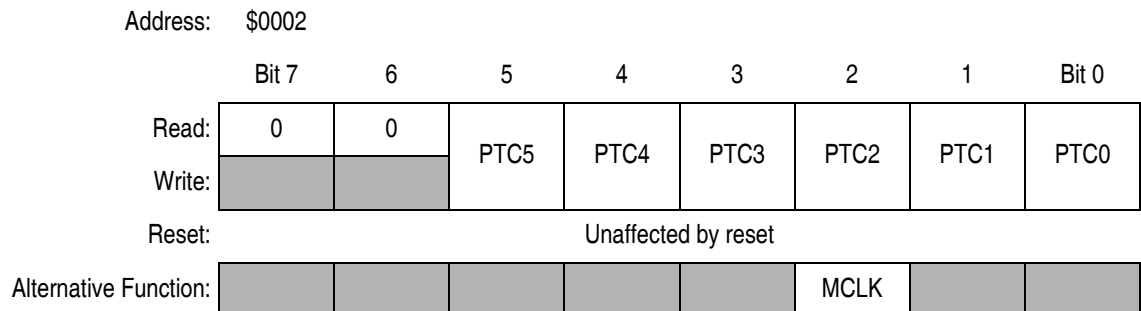 Address: $0002
Bit 7 6 5 4 3 2 1 Bit 0
Read: 0 0 PTC5 PTC4 PTC3 PTC2 PTC1 PTC0
Write:
Reset: Unaffected by reset
Alternative Function: MCLK